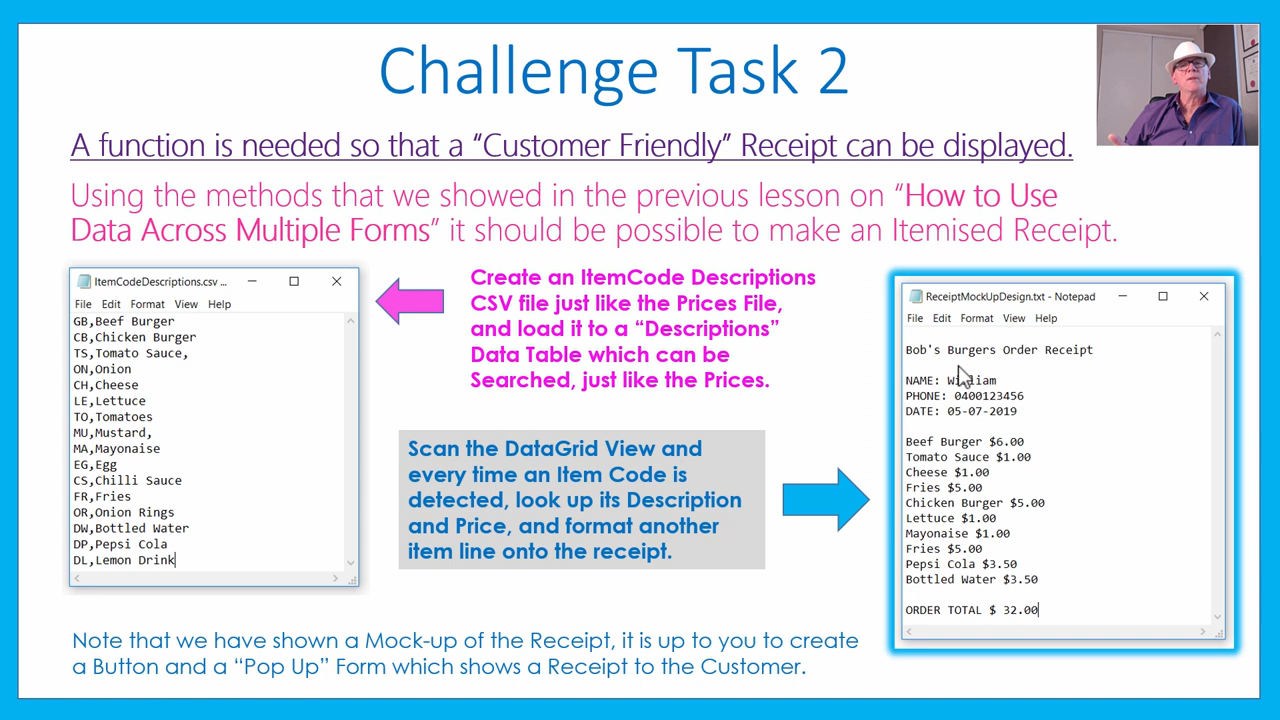 Challenge Task 2
A function is needed so that a "Customer Friendly" Receipt can be displayed.
Using the methods that we showed in the previous lesson on "How to Use
Data Across Multiple Forms" it should be possible to make an Itemised Receipt.
ItemCodeDescriptions.csv ...
File Edit Format View Help
GB,Beef Burger
CB,Chicken Burger
TS,Tomato Sauce,
ON,Onion
CH,Cheese
LE,Lettuce
TO,Tomatoes
MU,Mustard,
MA,Mayonaise
EG,Egg
CS,Chilli Sauce
FR,Fries
OR,Onion Rings
DW,Bottled Water
DP,Pepsi Cola
DL,Lemon Drink
Create an ItemCode Descriptions
CSV file just like the Prices File,
and load it to a "Descriptions"
Data Table which can be
Searched, just like the Prices.
Scan the DataGrid View and
every time an Item Code is
detected, look up its Description
and Price, and format another
item line onto the receipt.
ReceiptMockUpDesign.txt - Notepad
File Edit Format View Help
Bob's Burgers Order Receipt
NAME: William
PHONE: 0400123456
DATE: 05-07-2019
Beef Burger $6.00
Tomato Sauce $1.00
Cheese $1.00
Fries $5.00
Chicken Burger $5.00
Lettuce $1.00
Mayonaise $1.00
Fries $5.00
Pepsi Cola $3.50
Bottled Water $3.50
ORDER TOTAL $ 32.00
Note that we have shown a Mock-up of the Receipt, it is up to you to create
a Button and a "Pop Up" Form which shows a Receipt to the Customer.